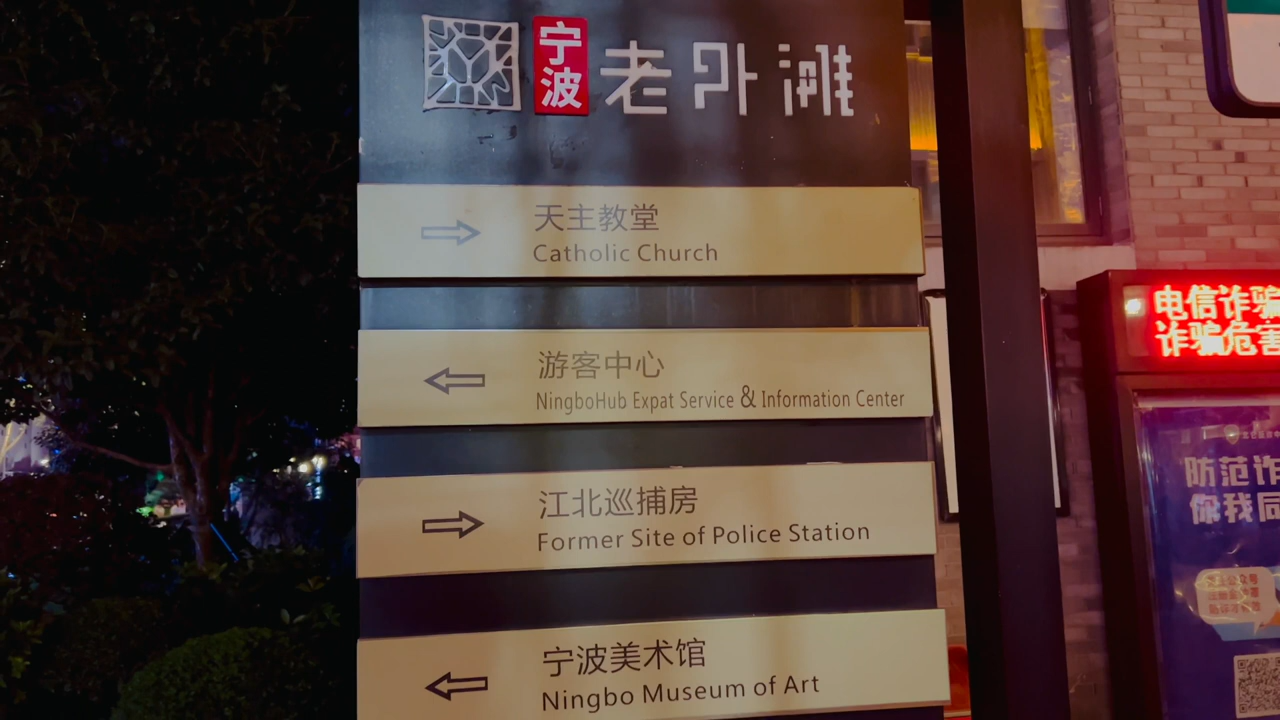 宁波 老外滩
天主教堂
Catholic Church
游客中心
NingboHub Expat Service & Information Center
江北巡捕房
Former Site of Police Station
宁波美术馆
Ningbo Museum of Art
电信诈骗
诈骗危害
防范诈
你我同